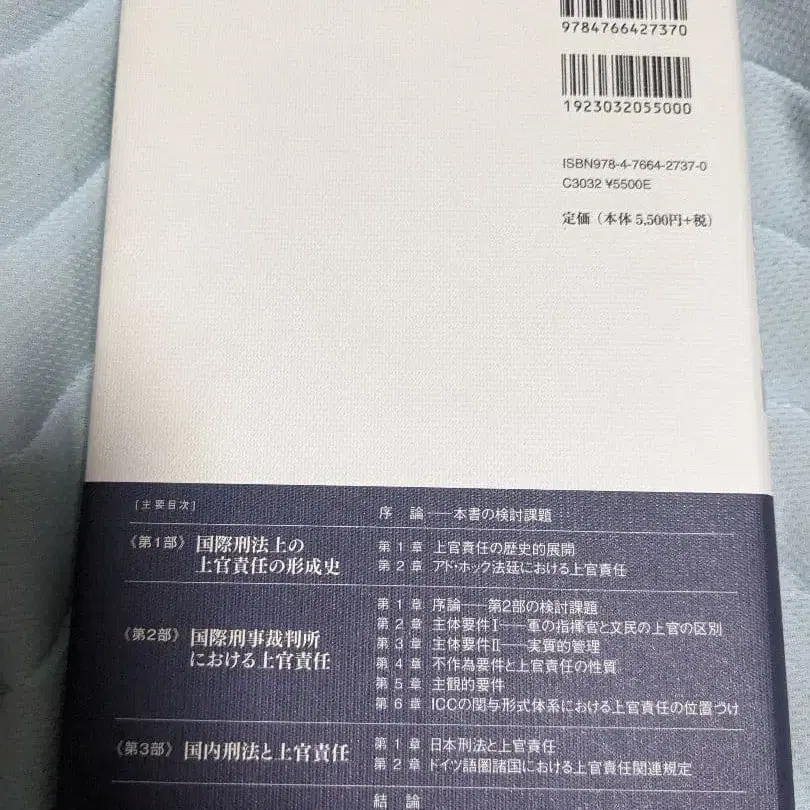 9784766427370
1923032055000
ISBN978-4-7664-2737-0
C3032 ¥5500E
定価（本体 5,500円+税）
［主要目次］
序 論――本書の検討課題
《第1部》 国際刑法上の
上官責任の形成史
第 1 章 上官責任の歴史的展開
第 2 章 アド・ホック法廷における上官責任
《第2部》 国際刑事裁判所
における上官責任
第 1 章 序論――第2部の検討課題
第 2 章 主体要件Ⅰ――軍の指揮官と文民の上官の区別
第 3 章 主体要件Ⅱ――実質的管理
第 4 章 不作為要件と上官責任の性質
第 5 章 主観的要件
第 6 章 ICCの関与形式体系における上官責任の位置づけ
《第3部》 国内刑法と上官責任
第 1 章 日本刑法と上官責任
第 2 章 ドイツ語圏諸国における上官責任関連規定
結 論